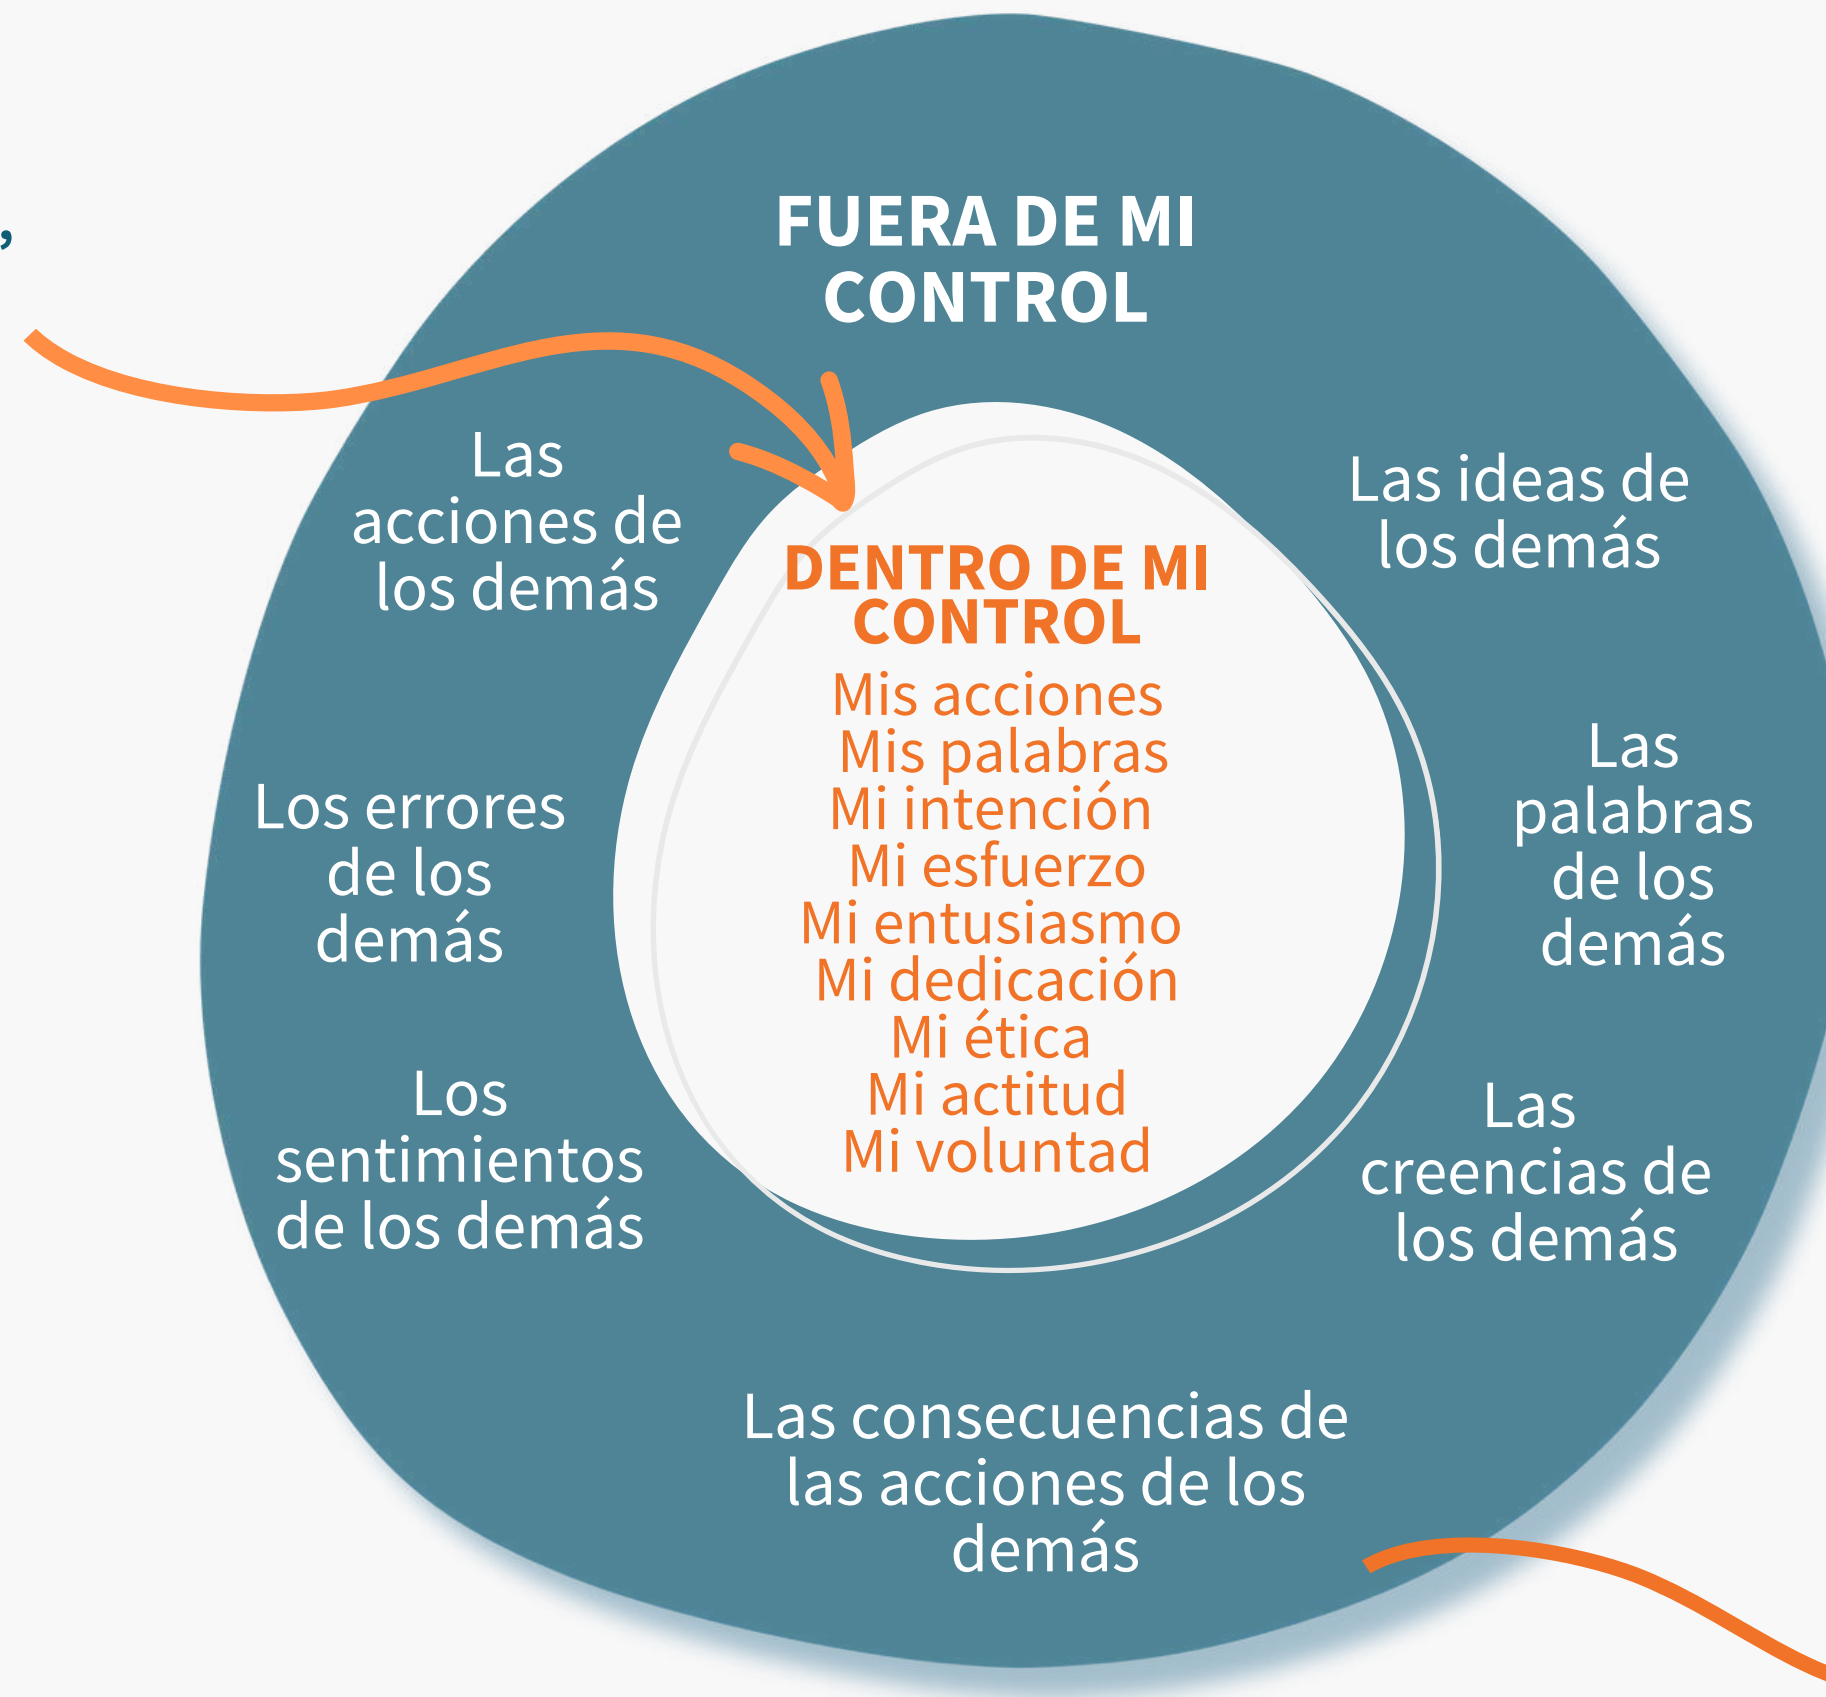 ,
FUERA DE MI
CONTROL
Las
acciones de
los demás
Las ideas de
los demás
DENTRO DE MI
CONTROL
Mis acciones
Mis palabras
Mi intención
Mi esfuerzo
Mi entusiasmo
Mi dedicación
Mi ética
Mi actitud
Mi voluntad
Los errores
de los
demás
Las
palabras
de los
demás
Los
sentimientos
de los demás
Las
creencias de
los demás
Las consecuencias de
las acciones de los
demás